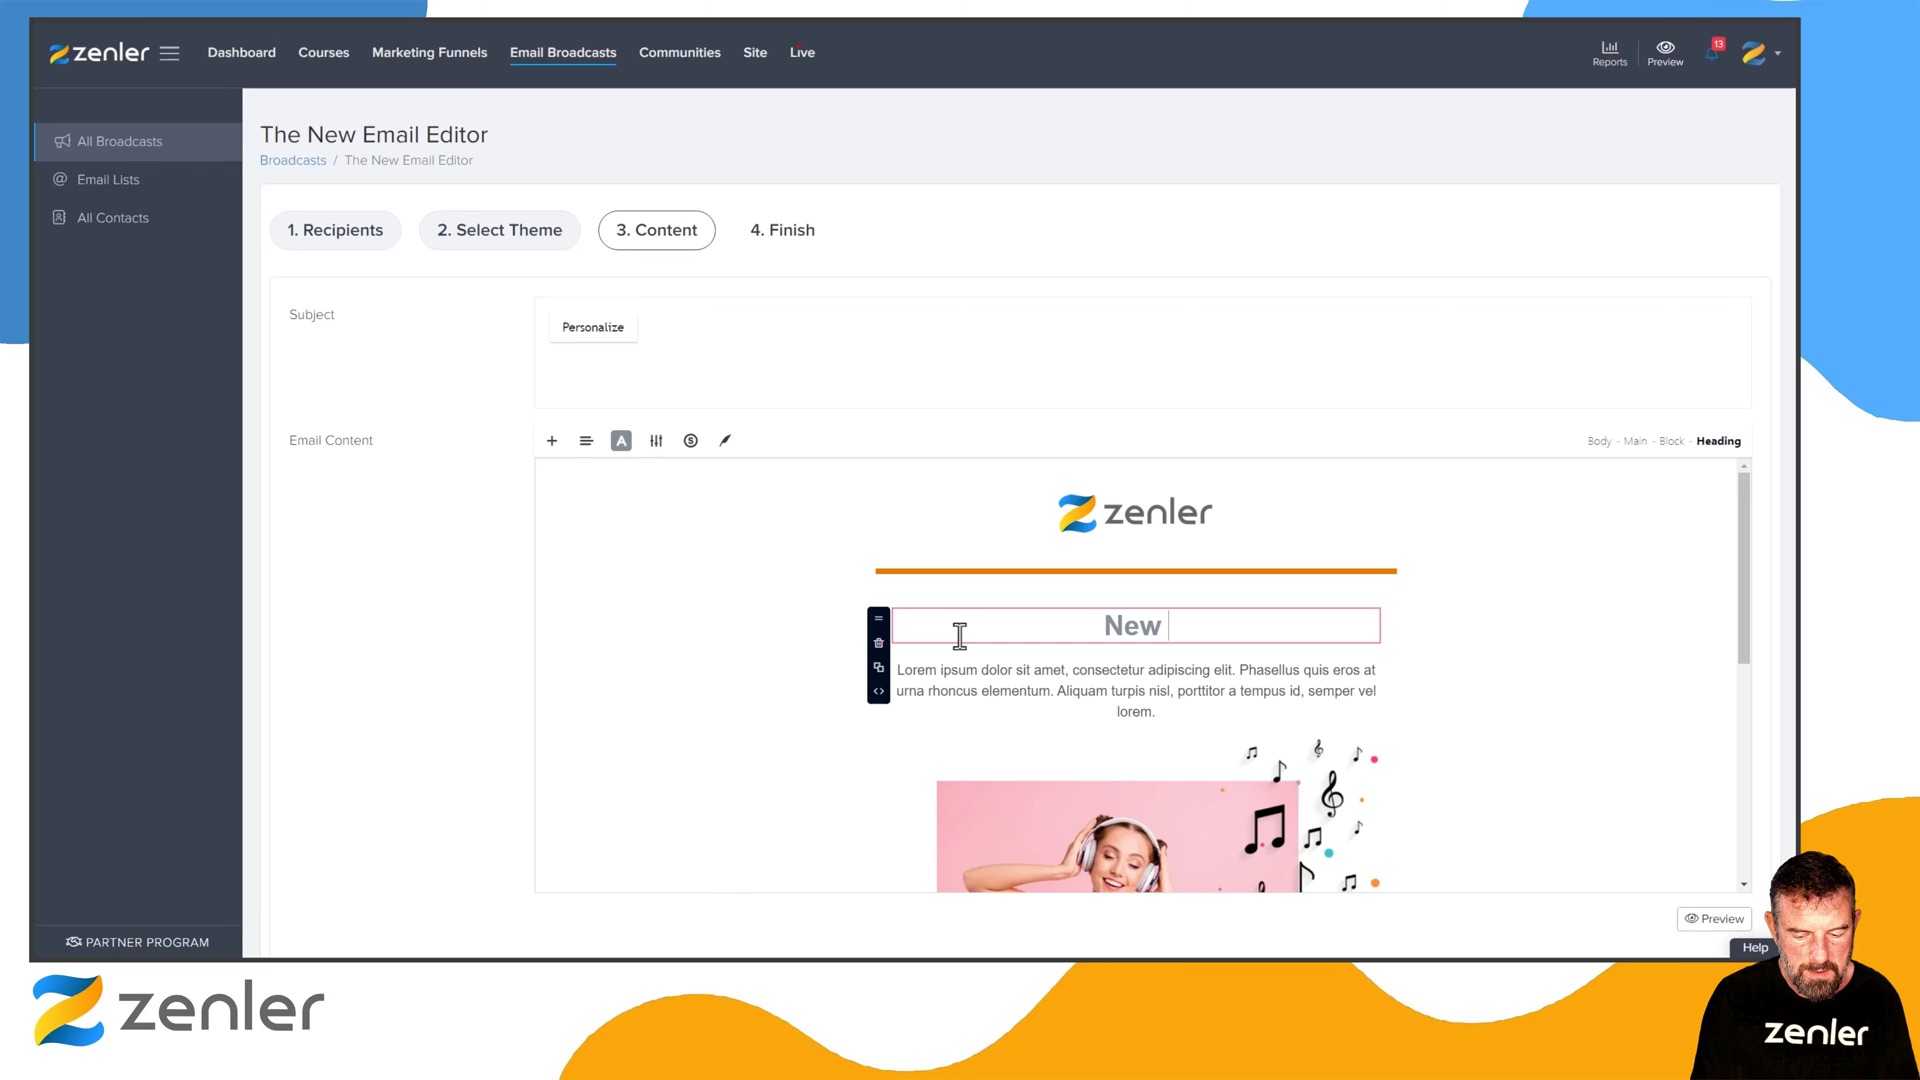 zenler
Dashboard
Courses
Marketing Funnels
Email Broadcasts
Communities
Site
Live
Reports
Preview
13
All Broadcasts
Email Lists
All Contacts
PARTNER PROGRAM
The New Email Editor
Broadcasts / The New Email Editor
1. Recipients
2. Select Theme
3. Content
4. Finish
Subject
Personalize
Email Content
A
S
Body - Main - Block - Heading
zenler
New
Lorem ipsum dolor sit amet, consectetur adipiscing elit. Phasellus quis eros at
urna rhoncus elementum. Aliquam turpis nisl, porttitor a tempus id, semper vel
lorem.
Preview
Help
zenler
zenler